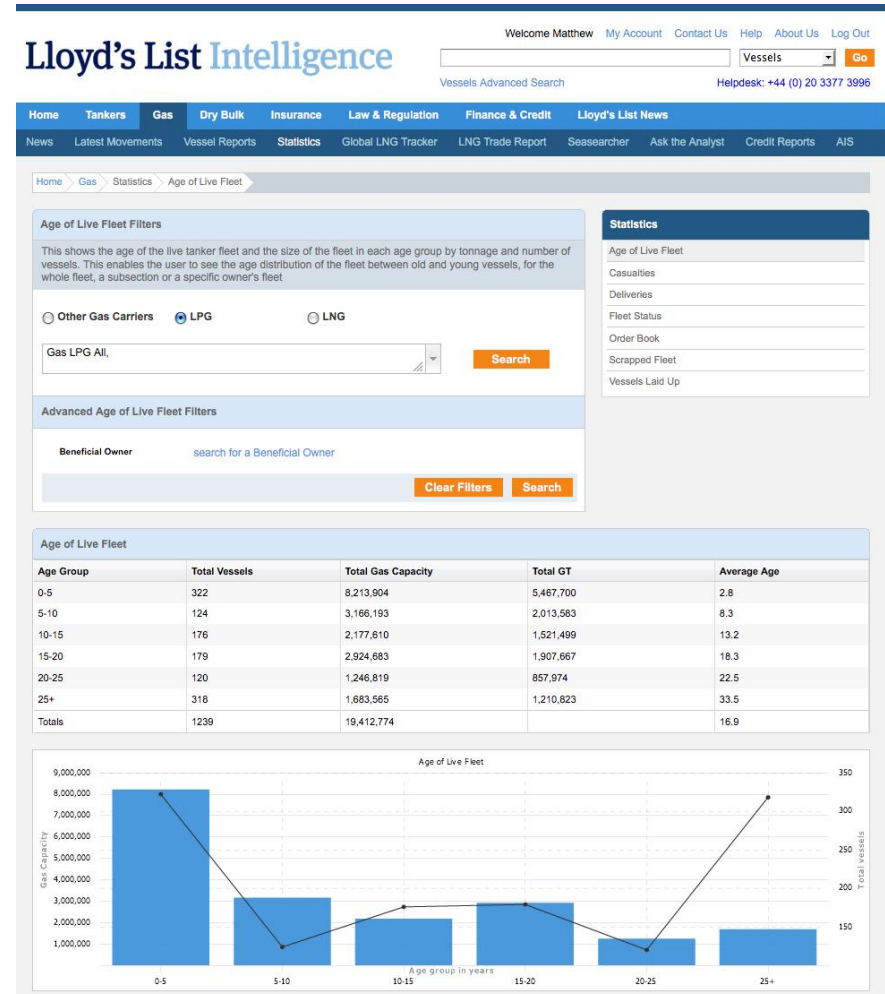 Welcome Matthew My Account Contact Us Help About Us Log Out
Lloyd's List Intelligence
Vessels Go
Vessels Advanced Search Helpdesk: +44 (0) 20 3377 3996
Home Tankers Gas Dry Bulk Insurance Law & Regulation Finance & Credit Lloyd's List News
News Latest Movements Vessel Reports Statistics Global LNG Tracker LNG Trade Report Seasearcher Ask the Analyst Credit Reports AIS
Home Gas Statistics Age of Live Fleet
Age of Live Fleet Filters
This shows the age of the live tanker fleet and the size of the fleet in each age group by tonnage and number of
vessels. This enables the user to see the age distribution of the fleet between old and young vessels, for the
whole fleet, a subsection or a specific owner's fleet
Other Gas Carriers LPG LNG
Gas LPG All,
Search
Advanced Age of Live Fleet Filters
Beneficial Owner search for a Beneficial Owner
Clear Filters Search
Statistics
Age of Live Fleet
Casualties
Deliveries
Fleet Status
Order Book
Scrapped Fleet
Vessels Laid Up
Age of Live Fleet
Age Group Total Vessels Total Gas Capacity Total GT Average Age
0-5 322 8,213,904 5,467,700 2.8
5-10 124 3,166,193 2,013,583 8.3
10-15 176 2,177,610 1,521,499 13.2
15-20 179 2,924,683 1,907,667 18.3
20-25 120 1,246,819 857,974 22.5
25+ 318 1,683,565 1,210,823 33.5
Totals 1239 19,412,774 16.9
Age of Live Fleet
9,000,000
8,000,000
7,000,000
6,000,000
5,000,000
4,000,000
3,000,000
2,000,000
1,000,000
Gas Capacity
350
300
250
200
150
Total vessels
Age group in years
0-5 5-10 10-15 15-20 20-25 25+